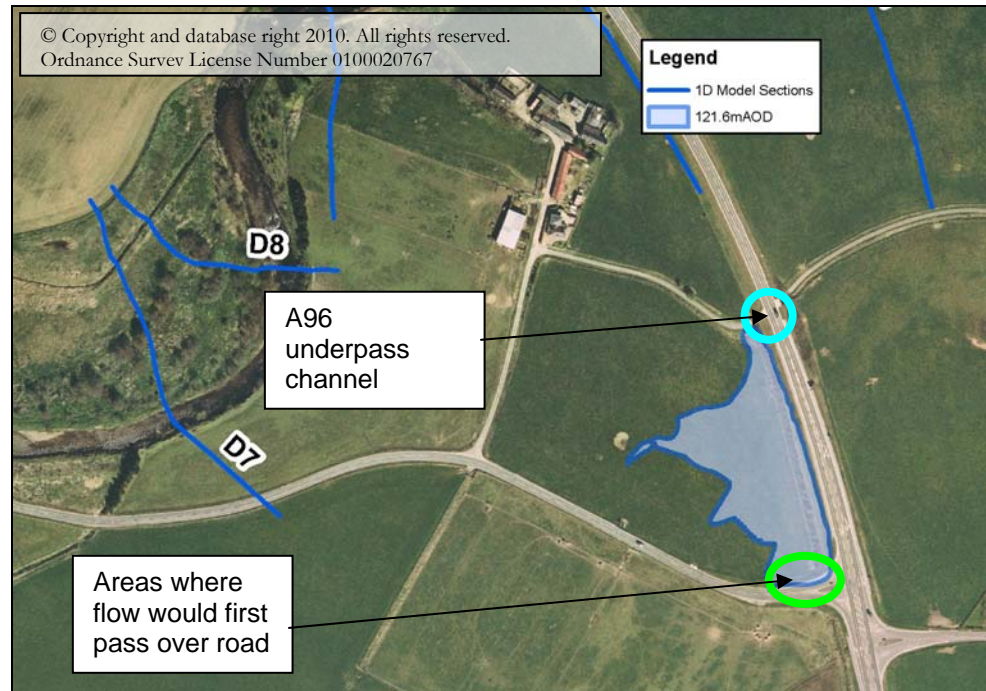 © Copyright and database right 2010. All rights reserved.
Ordnance Survey License Number 0100020767
Legend
1D Model Sections
121.6mAOD
D8
A96
underpass
channel
D7
Areas where
flow would first
pass over road